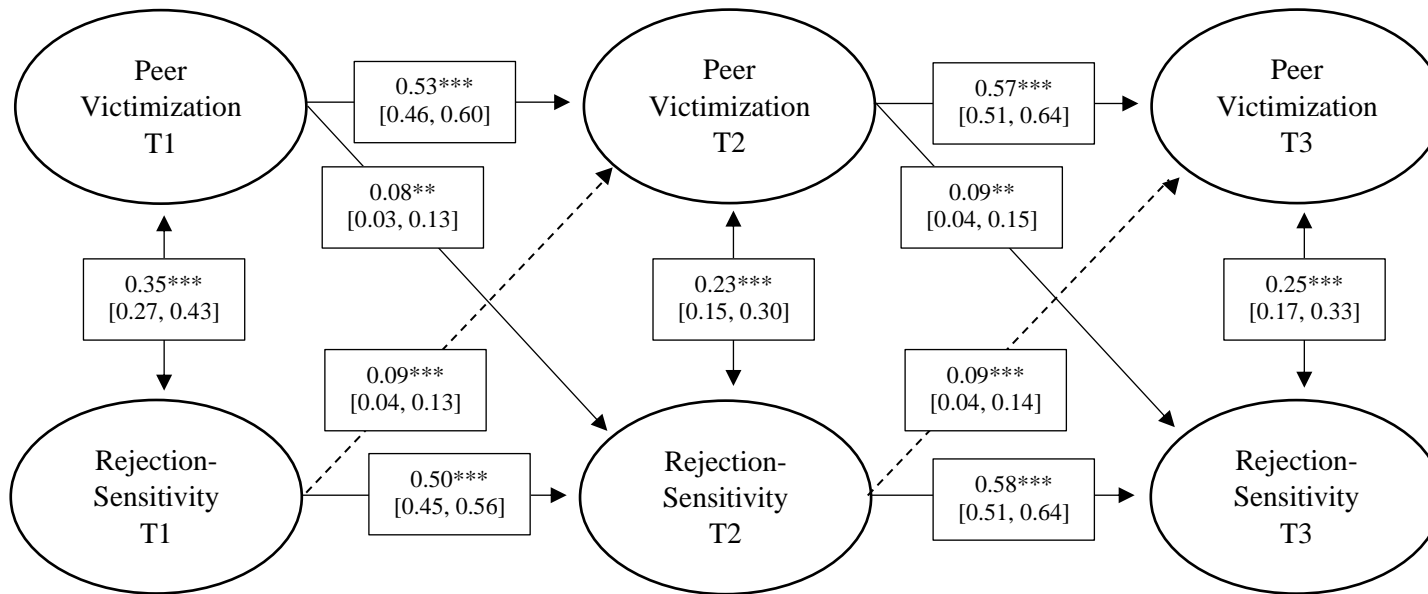 Peer
Victimization
T1
0.53***
[0.46, 0.60]
Peer
Victimization
T2
0.57***
[0.51, 0.64]
Peer
Victimization
T3
0.08**
[0.03, 0.13]
0.09**
[0.04, 0.15]
0.35***
[0.27, 0.43]
0.23***
[0.15, 0.30]
0.25***
[0.17, 0.33]
0.09***
[0.04, 0.13]
0.09***
[0.04, 0.14]
Rejection-
Sensitivity
T1
0.50***
[0.45, 0.56]
Rejection-
Sensitivity
T2
0.58***
[0.51, 0.64]
Rejection-
Sensitivity
T3